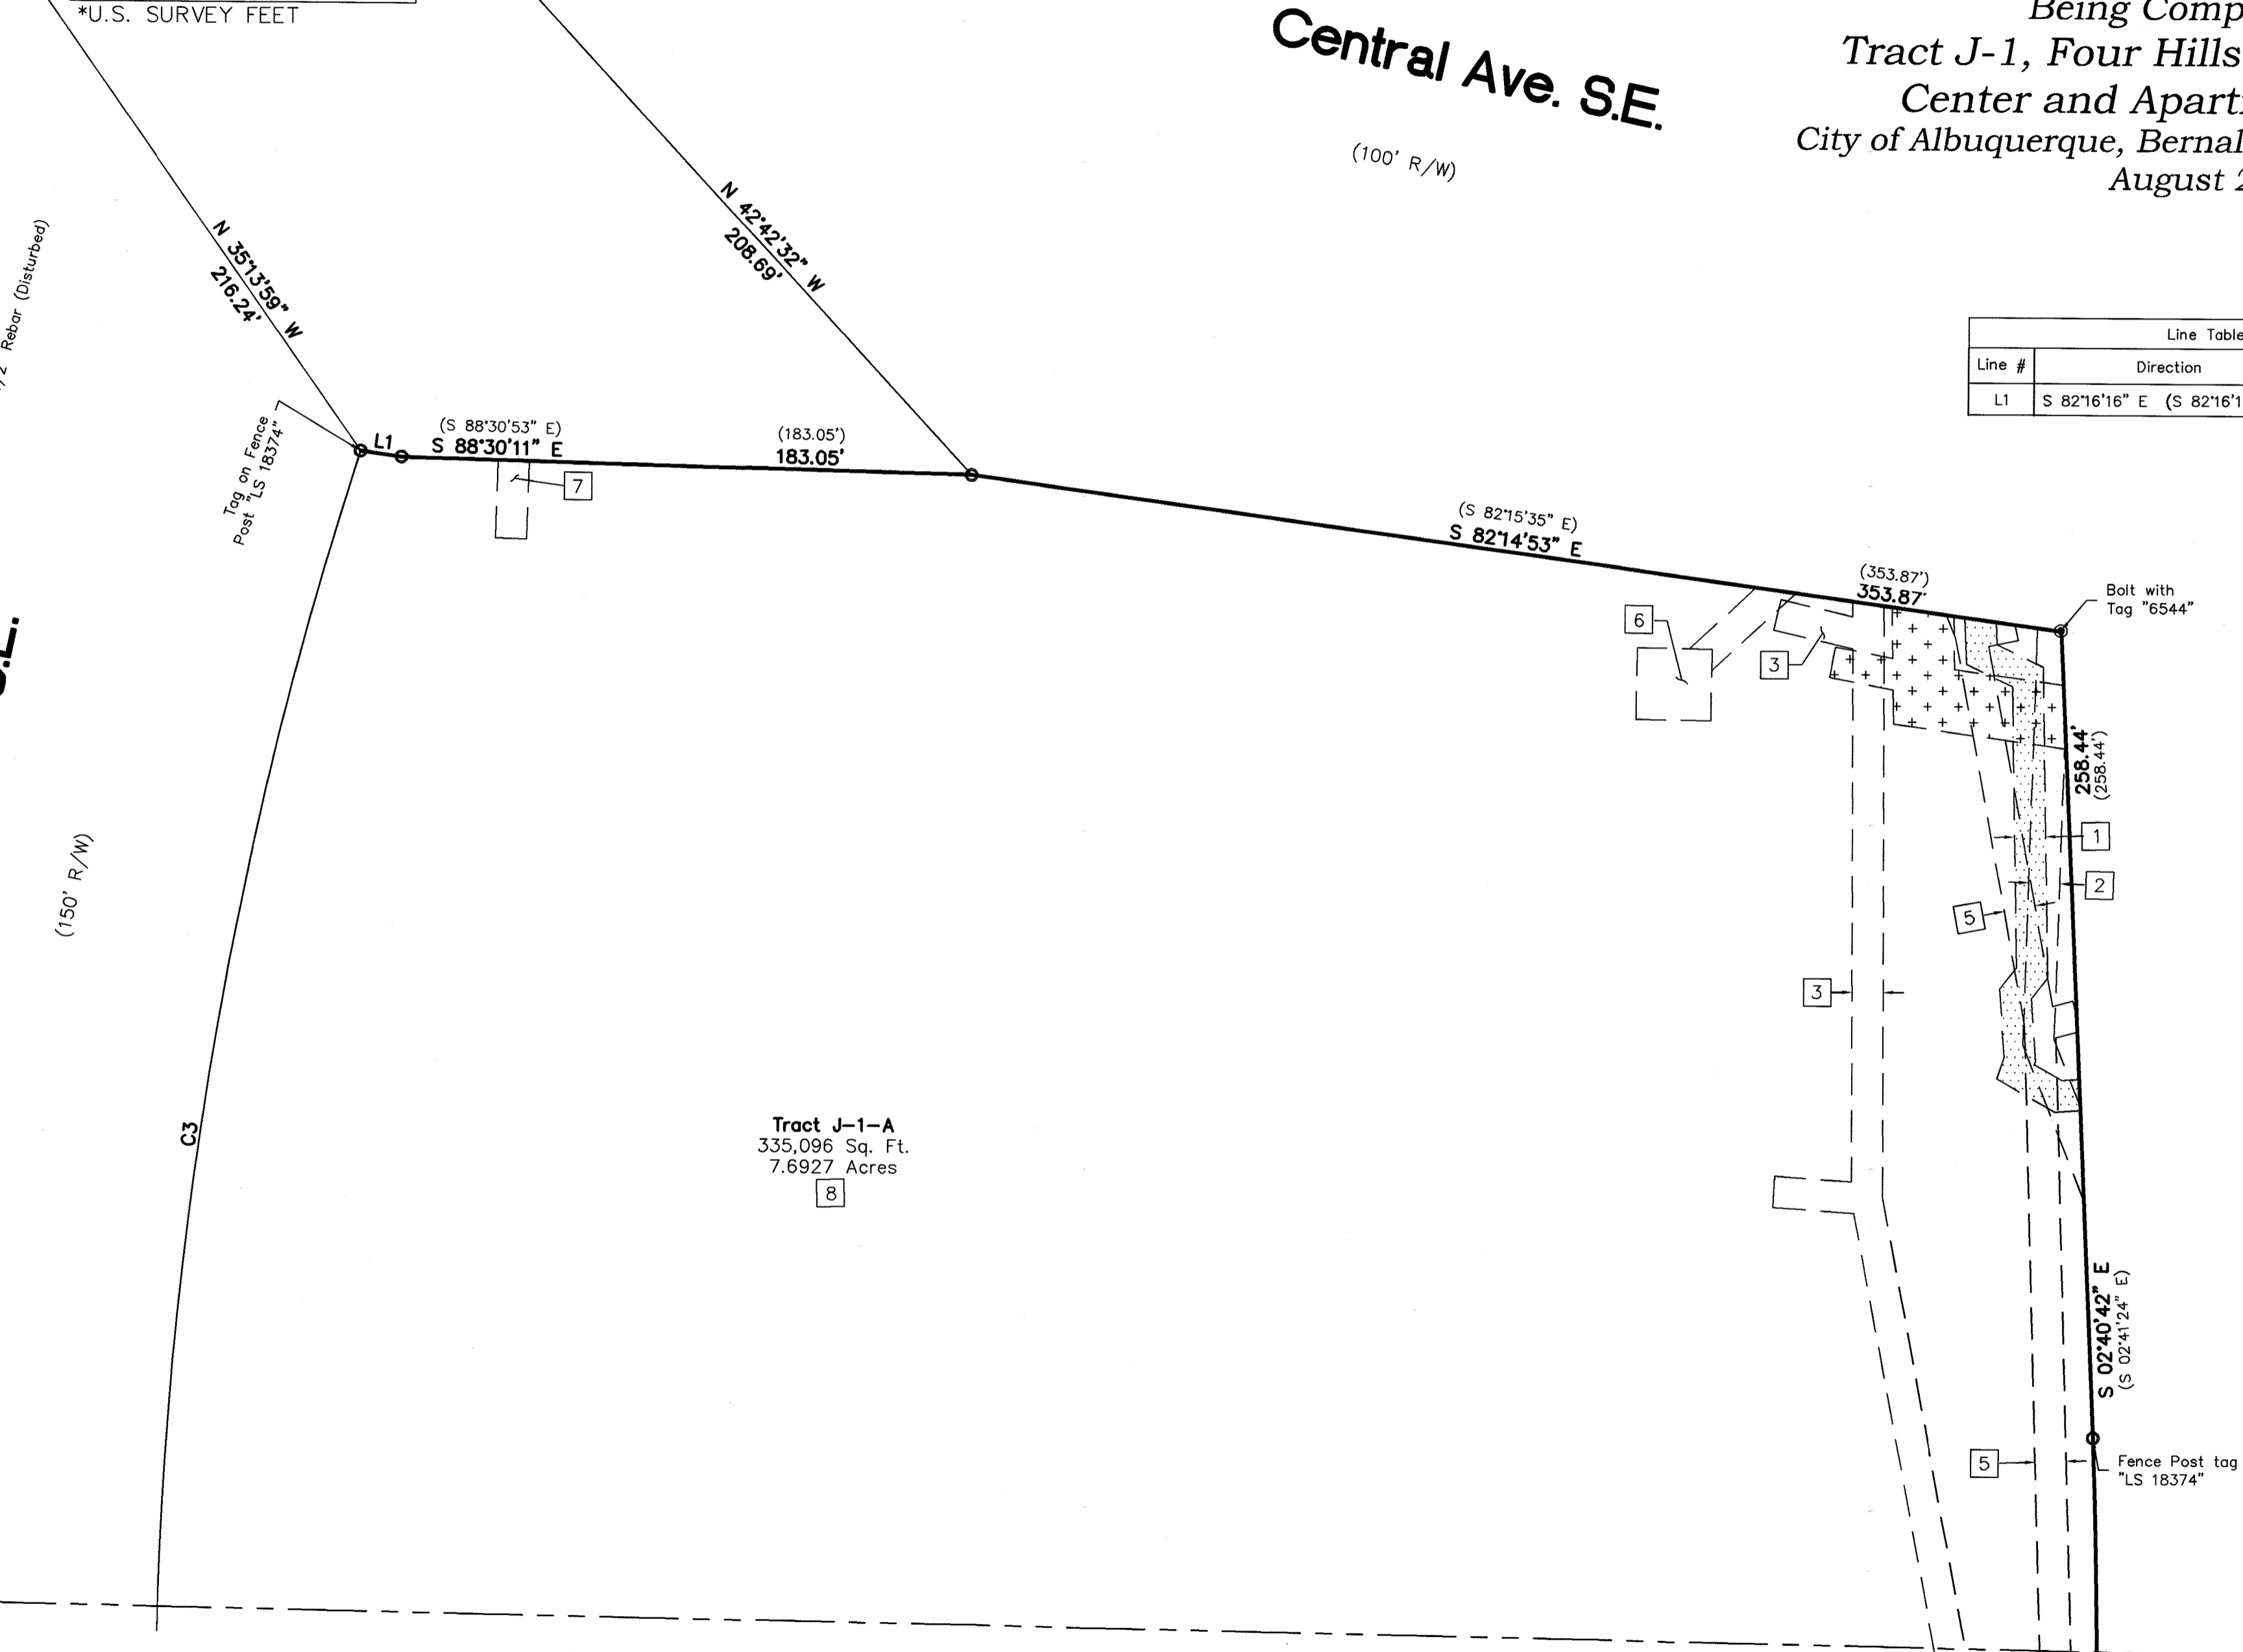 *U.S. SURVEY FEET
Central Ave. S.E.
(100' R/W)
Being Comp
Tract J-1, Four Hills
Center and Apart
City of Albuquerque, Bernal
August 2
N 35°13'59" W
216.24'
N 42°42'32" W
208.69'
Rebar (Disturbed)
Line Table
Line #
Direction
L1
S 82°16'16" E (S 82°16'1
Tag on Fence
Post "LS 18374"
L1
(S 88°30'53" E)
S 88°30'11" E
(183.05')
183.05'
7
(S 82°15'35" E)
S 82°14'53" E
(353.87')
353.87'
Bolt with
Tag "6544"
6
3
258.44'
(258.44')
1
2
5
3
(150' R/W)
C3
Tract J-1-A
335,096 Sq. Ft.
7.6927 Acres
8
S 02°40'42" E
(S 02°41'24" E)
5
Fence Post tag
"LS 18374"